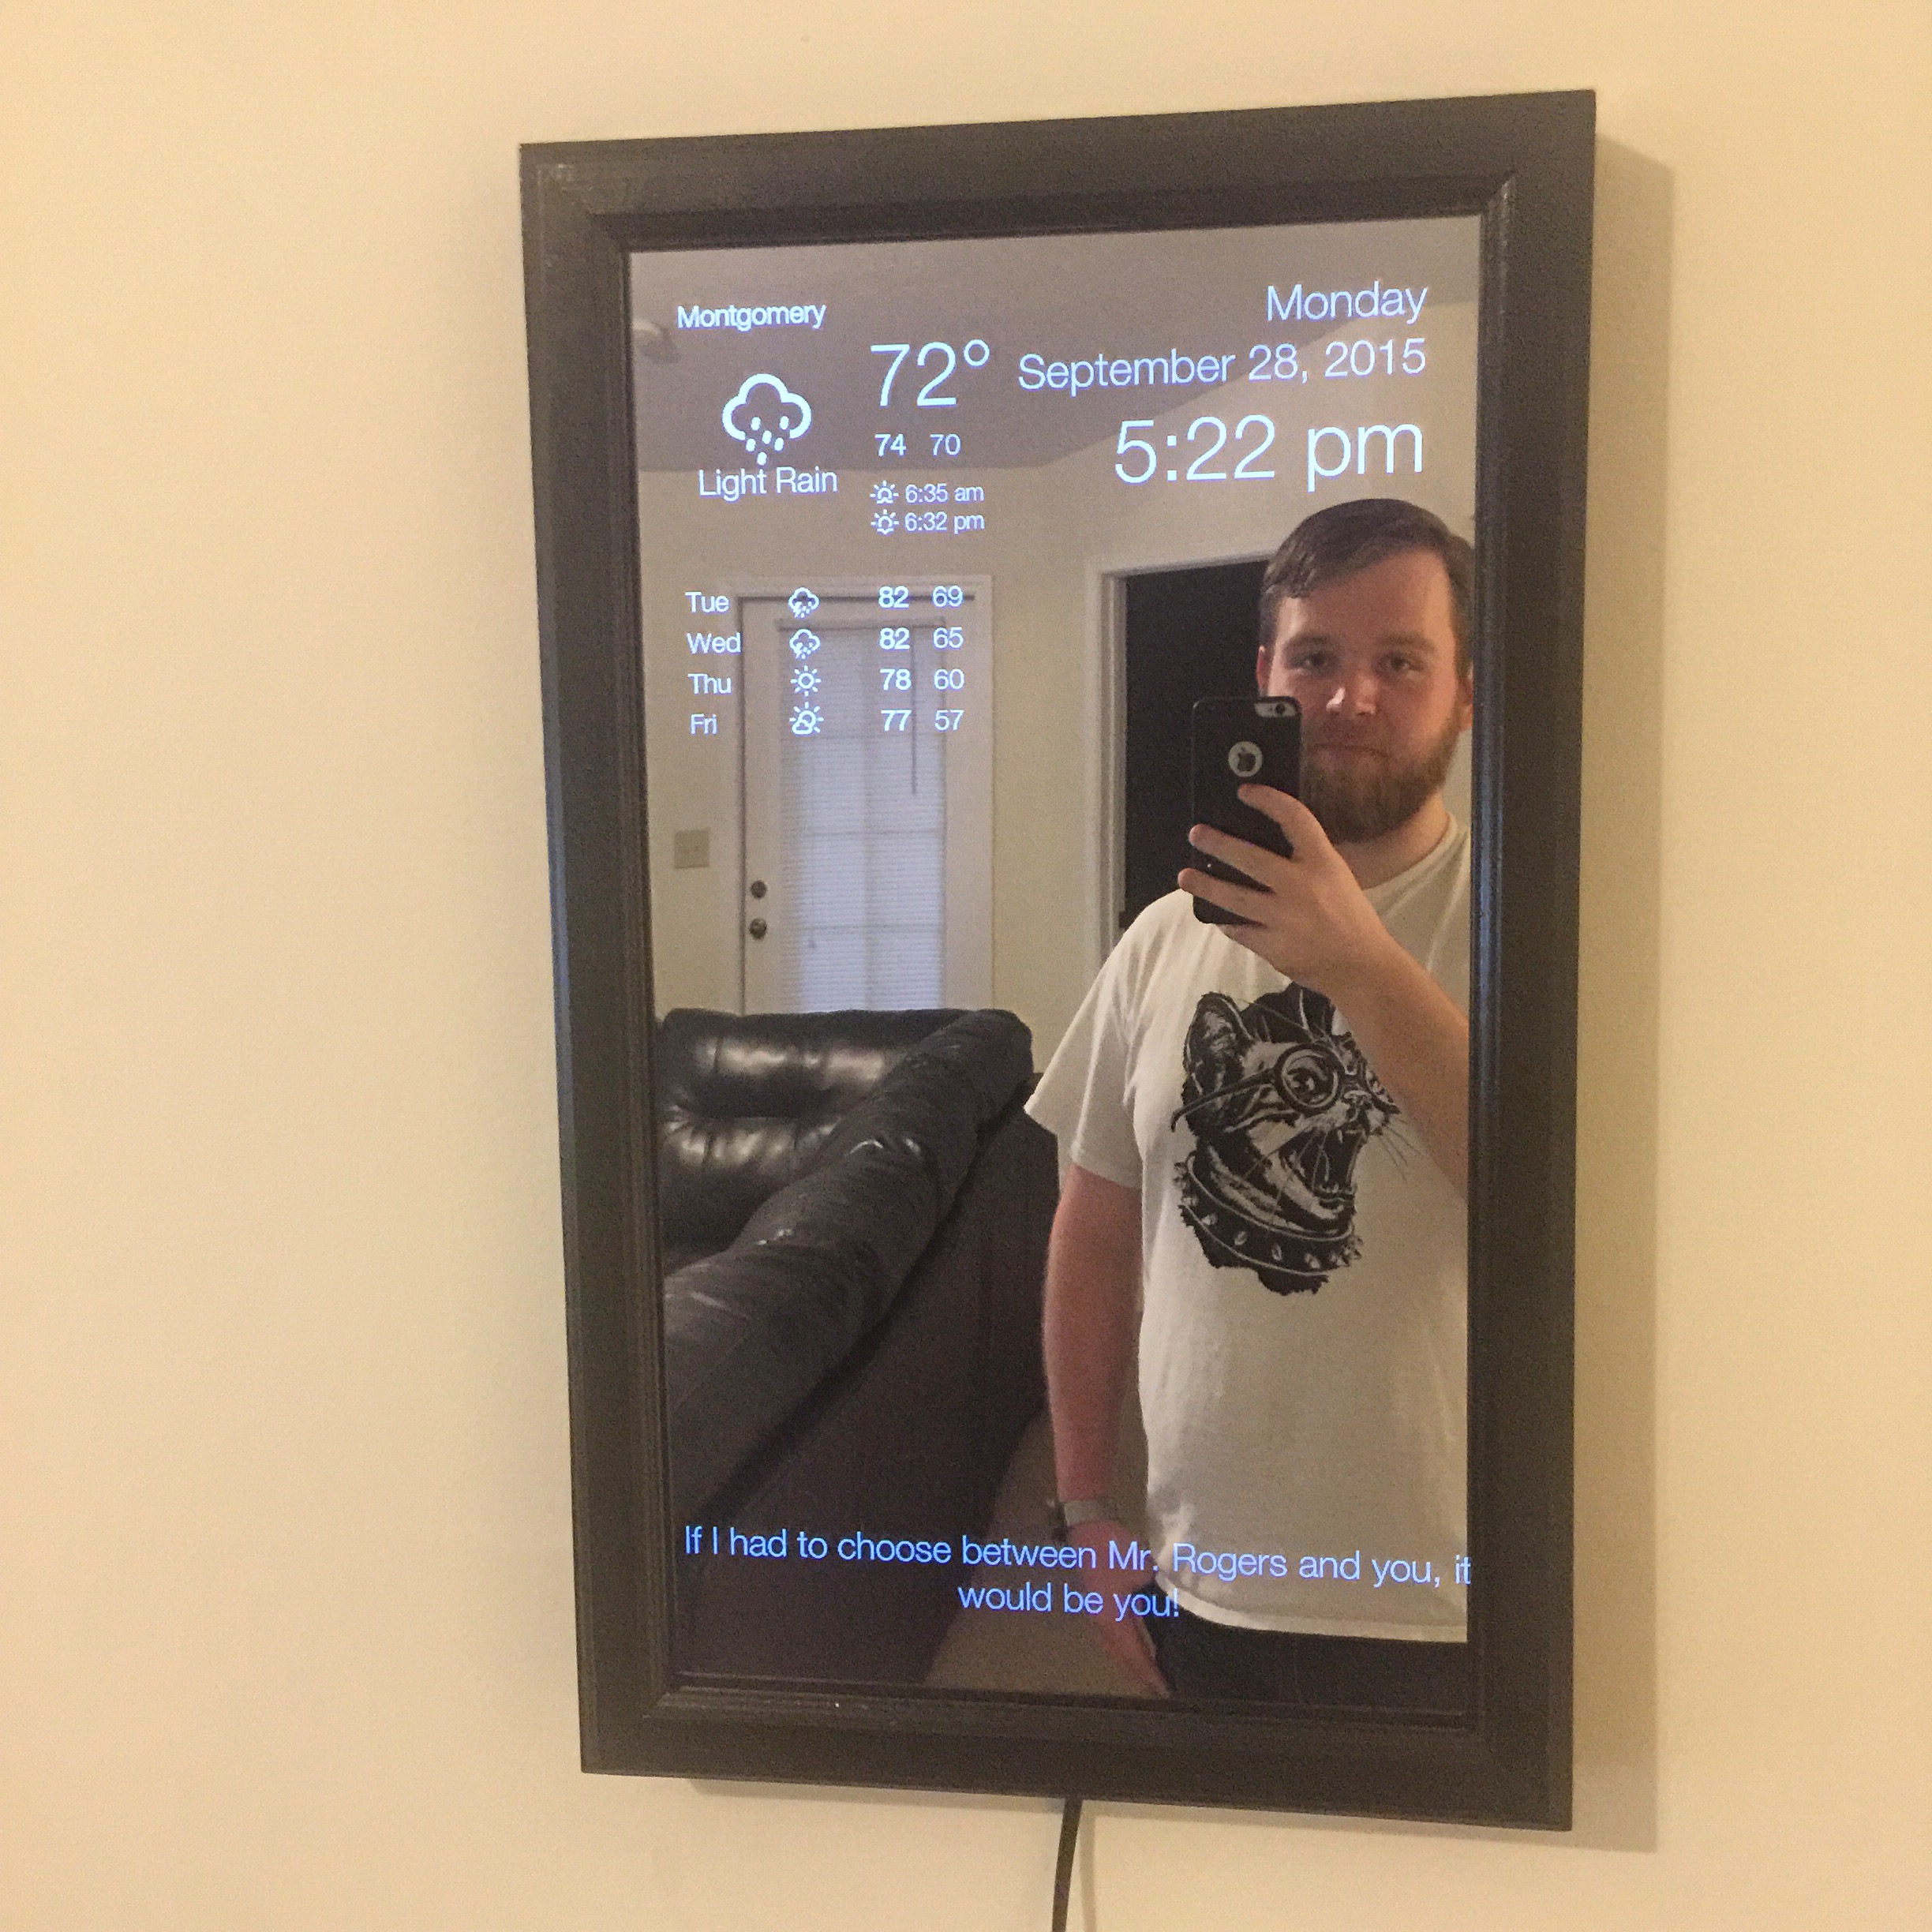 Montgomery
72°
74 70
Light Rain
6:35 am
6:32 pm
Monday
September 28, 2015
5:22 pm
Tue 82 69
Wed 82 65
Thu 78 60
Fri 77 57
If I had to choose between Mr. Rogers and you, it
would be you!